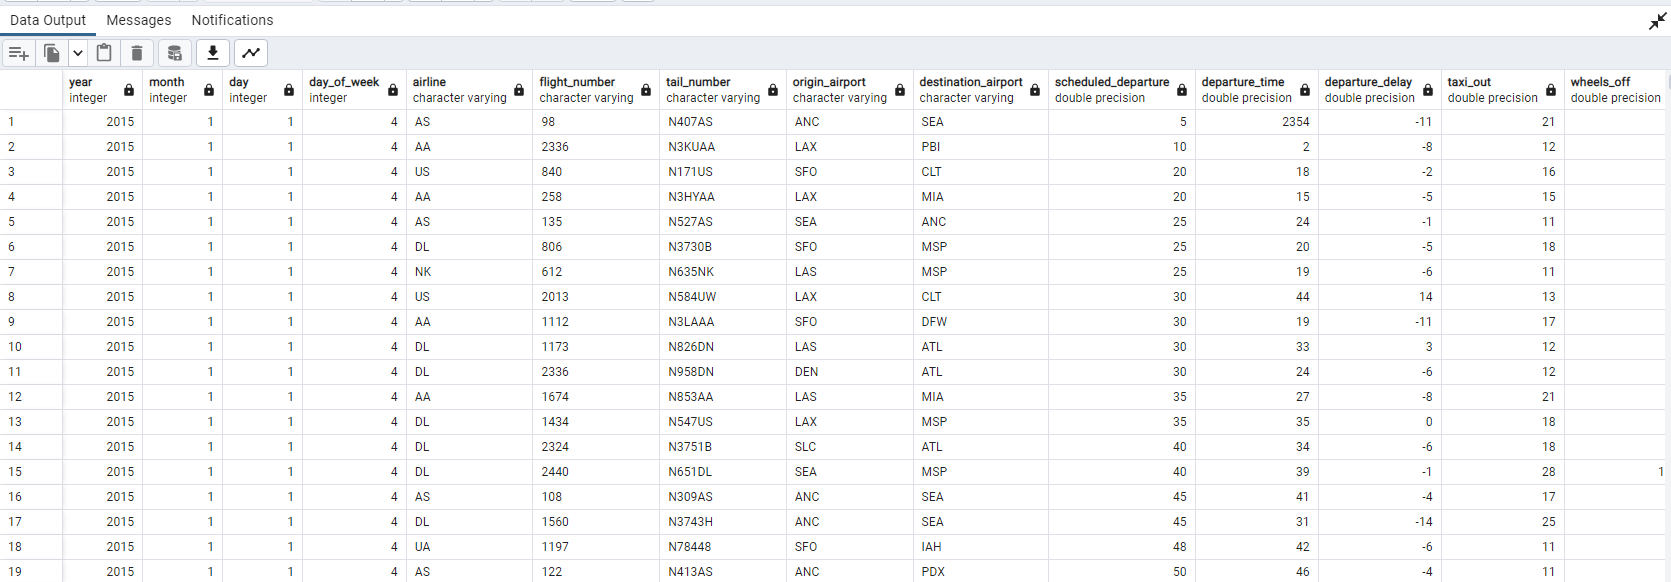 Data Output Messages Notifications
year month day day_of_week airline flight_number tail_number origin_airport destination_airport scheduled_departure departure_time departure_delay taxi_out wheels_off
integer integer integer integer character varying character varying character varying character varying character varying double precision double precision double precision double precision double precision
1 2015 1 1 4 AS 98 N407AS ANC SEA 5 2354 -11 21
2 2015 1 1 4 AA 2336 N3KUAA LAX PBI 10 2 -8 12
3 2015 1 1 4 US 840 N171US SFO CLT 20 18 -2 16
4 2015 1 1 4 AA 258 N3HYAA LAX MIA 20 15 -5 15
5 2015 1 1 4 AS 135 N527AS SEA ANC 25 24 -1 11
6 2015 1 1 4 DL 806 N3730B SFO MSP 25 20 -5 18
7 2015 1 1 4 NK 612 N635NK LAS MSP 25 19 -6 11
8 2015 1 1 4 US 2013 N584UW LAX CLT 30 44 14 13
9 2015 1 1 4 AA 1112 N3LAAA SFO DFW 30 19 -11 17
10 2015 1 1 4 DL 1173 N826DN LAS ATL 30 33 3 12
11 2015 1 1 4 DL 2336 N958DN DEN ATL 30 24 -6 12
12 2015 1 1 4 AA 1674 N853AA LAS MIA 35 27 -8 21
13 2015 1 1 4 DL 1434 N547US LAX MSP 35 35 0 18
14 2015 1 1 4 DL 2324 N3751B SLC ATL 40 34 -6 18
15 2015 1 1 4 DL 2440 N651DL SEA MSP 40 39 -1 28 1
16 2015 1 1 4 AS 108 N309AS ANC SEA 45 41 -4 17
17 2015 1 1 4 DL 1560 N3743H ANC SEA 45 31 -14 25
18 2015 1 1 4 UA 1197 N78448 SFO IAH 48 42 -6 11
19 2015 1 1 4 AS 122 N413AS ANC PDX 50 46 -4 11